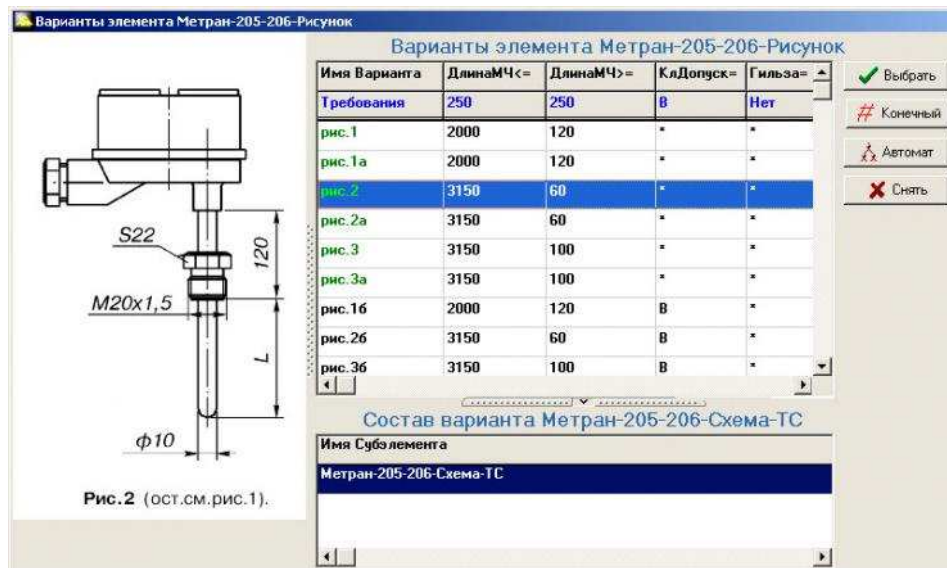 Варианты элемента Метран-205-206-Рисунок
Варианты элемента Метран-205-206-Рисунок
Имя Варианта ДлинаМЧ<= ДлинаМЧ>= КлДопуск= Гильза=
Требования 250 250 B Нет
рис.1 2000 120 * *
рис.1а 2000 120 * *
рис.2 3150 60 * *
рис.2а 3150 60 * *
рис.3 3150 100 * *
рис.3а 3150 100 * *
рис.1б 2000 120 B *
рис.2б 3150 60 B *
рис.3б 3150 100 B *
Выбрать
Конечный
Автомат
Снять
S22
120
M20x1,5
L
ф10
Рис.2 (ост.см.рис.1).
Состав варианта Метран-205-206-Схема-ТС
Имя Субэлемента
Метран-205-206-Схема-ТС